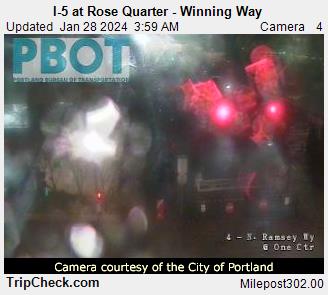 I-5 at Rose Quarter - Winning Way
Updated Jan 28 2024 3:59 AM Camera 4
PBOT
PORTLAND BUREAU OF TRANSPORTATION
4 - N. Ramsey Wy
@ One Ctr
PBOT
Camera courtesy of the City of Portland
TripCheck.com Milepost302.00